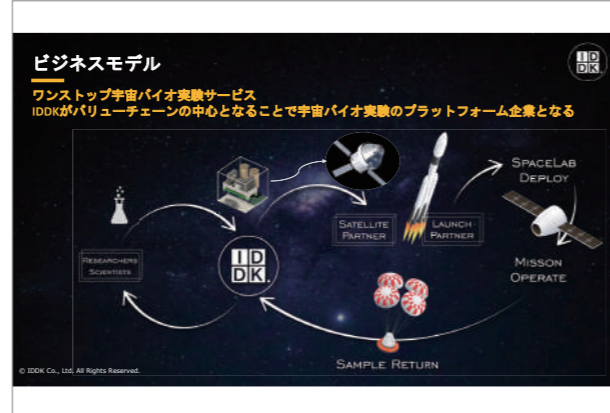 ビジネスモデル
ID
DK.
ワンストップ宇宙バイオ実験サービス
IDDKがバリューチェーンの中心となることで宇宙バイオ実験のプラットフォーム企業となる
SPACELAB
DEPLOY
SATELLITE
PARTNER
LAUNCH
PARTNER
RESEARCHERS
SCIENTISTS
ID
DK.
MISSON
OPERATE
SAMPLE RETURN
© IDDK Co., Ltd. All Rights Reserved.